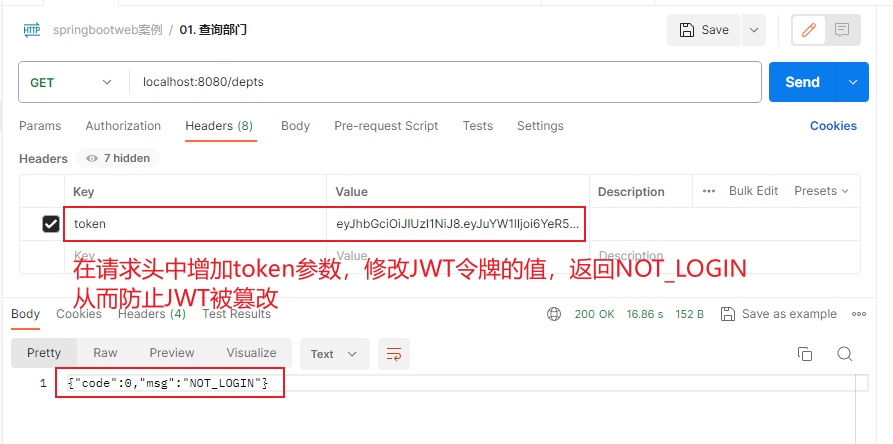 HTTP springbootweb案例 / 01. 查询部门 Save
GET localhost:8080/depts Send
Params Authorization Headers (8) Body Pre-request Script Tests Settings Cookies
Headers 7 hidden
Key Value Description ••• Bulk Edit Presets
token eyJhbGciOiJIUzI1NiJ8.eyJuYW1lIjoi6YeR5...
Key Value Description
在请求头中增加token参数，修改JWT令牌的值，返回NOT_LOGIN
从而防止JWT被篡改
Body Cookies Headers (4) Test Results 200 OK 16.86 s 152 B Save as example •••
Pretty Raw Preview Visualize Text
1 {"code":0,"msg":"NOT_LOGIN"}